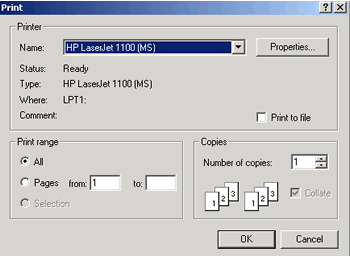 Print
Printer
Name: HP LaserJet 1100 (MS) Properties...
Status: Ready
Type: HP LaserJet 1100 (MS)
Where: LPT1:
Comment: Print to file
Print range
All
Pages from: 1 to:
Selection
Copies
Number of copies: 1
1 2 3 1 2 3 Collate
OK Cancel